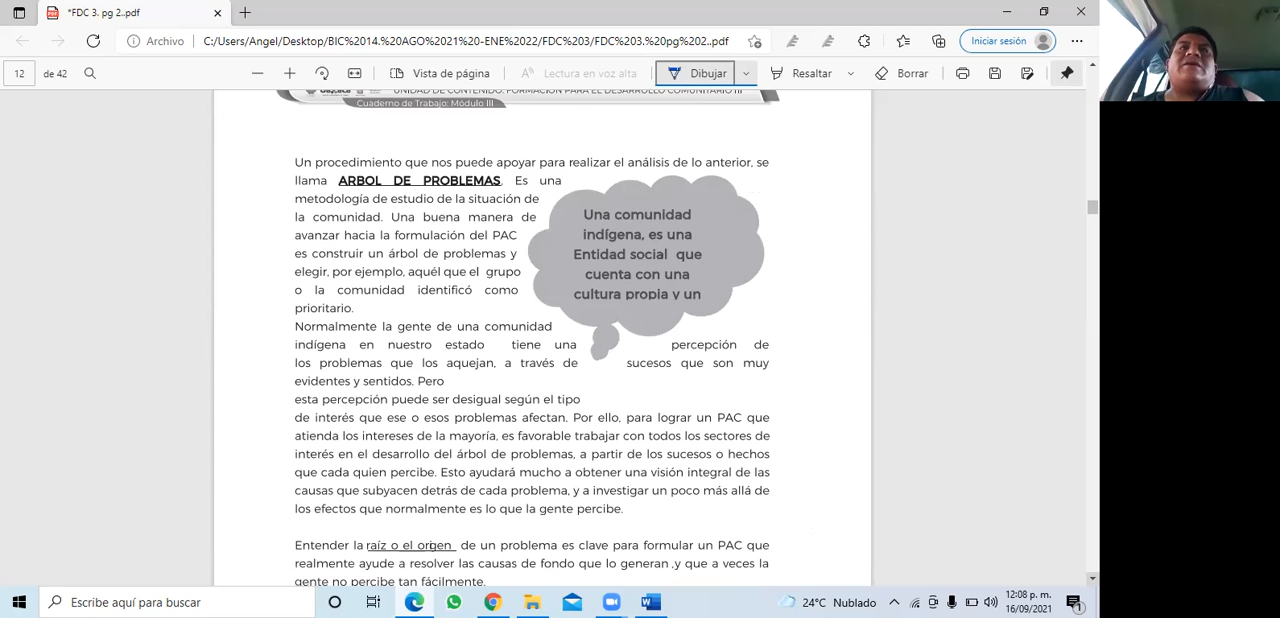 *FDC 3. pg 2..pdf
Archivo
C:/Users/Angel/Desktop/BIC%2014.%20AGO%2021%20-ENE%2022/FDC%203/FDC%203.%20pg%202..pdf
Iniciar sesión
12 de 42
Vista de página
Lectura en voz alta
Dibujar
Resaltar
Borrar
UNIDAD DE CONTENIDO: FORMACIÓN PARA EL DESARROLLO COMUNITARIO III
Cuaderno de Trabajo: Módulo III
Un procedimiento que nos puede apoyar para realizar el análisis de lo anterior, se
llama ARBOL DE PROBLEMAS. Es una
metodología de estudio de la situación de
la comunidad. Una buena manera de
avanzar hacia la formulación del PAC
es construir un árbol de problemas y
elegir, por ejemplo, aquél que el grupo
o la comunidad identificó como
prioritario.
Una comunidad
indígena, es una
Entidad social que
cuenta con una
cultura propia y un
Normalmente la gente de una comunidad
indígena en nuestro estado tiene una percepción de
los problemas que los aquejan, a través de sucesos que son muy
evidentes y sentidos. Pero
esta percepción puede ser desigual según el tipo
de interés que ese o esos problemas afectan. Por ello, para lograr un PAC que
atienda los intereses de la mayoría, es favorable trabajar con todos los sectores de
interés en el desarrollo del árbol de problemas, a partir de los sucesos o hechos
que cada quien percibe. Esto ayudará mucho a obtener una visión integral de las
causas que subyacen detrás de cada problema, y a investigar un poco más allá de
los efectos que normalmente es lo que la gente percibe.
Entender la raíz o el origen de un problema es clave para formular un PAC que
realmente ayude a resolver las causas de fondo que lo generan ,y que a veces la
gente no percibe tan fácilmente.
Escribe aquí para buscar
24°C Nublado
12:08 p. m.
16/09/2021
1